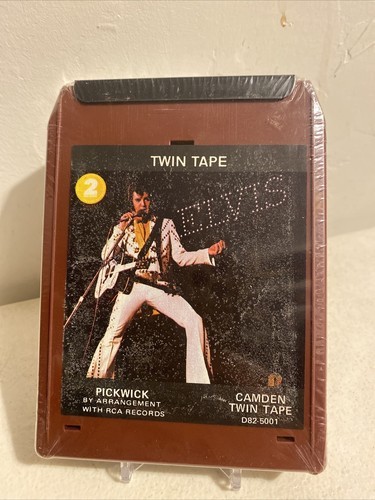 TWIN TAPE
2
ELVIS
PICKWICK
BY ARRANGEMENT
WITH RCA RECORDS
CAMDEN
TWIN TAPE
D82-5001